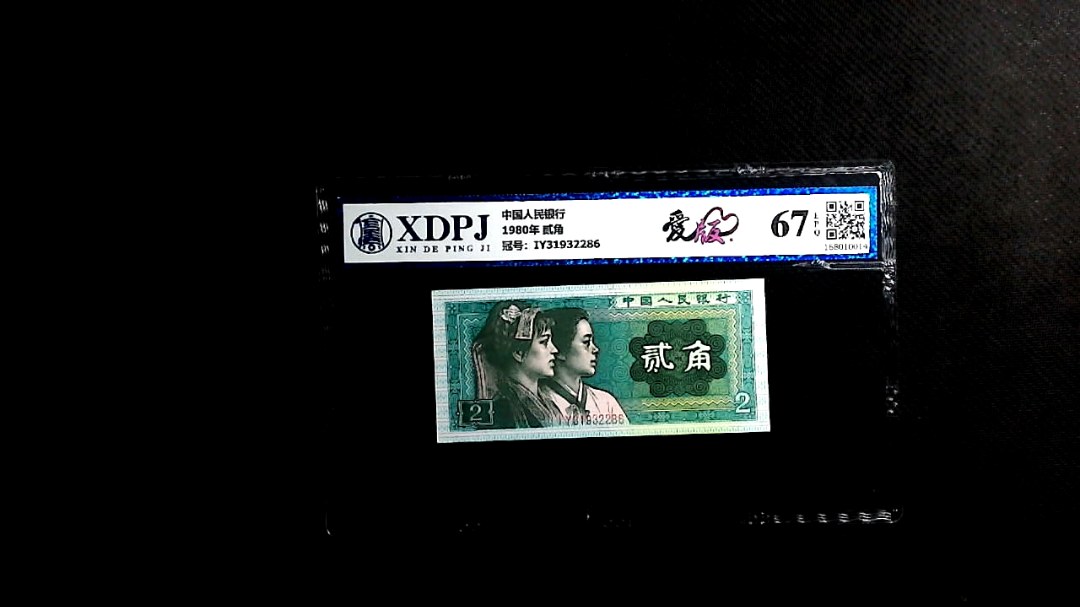 XDPJ
XIN DE PING JI
中国人民银行
1980年 贰角
冠号：IY31932286
爱版
67
EPQ
168010014
中国人民银行
贰角
2
2
IY31932286